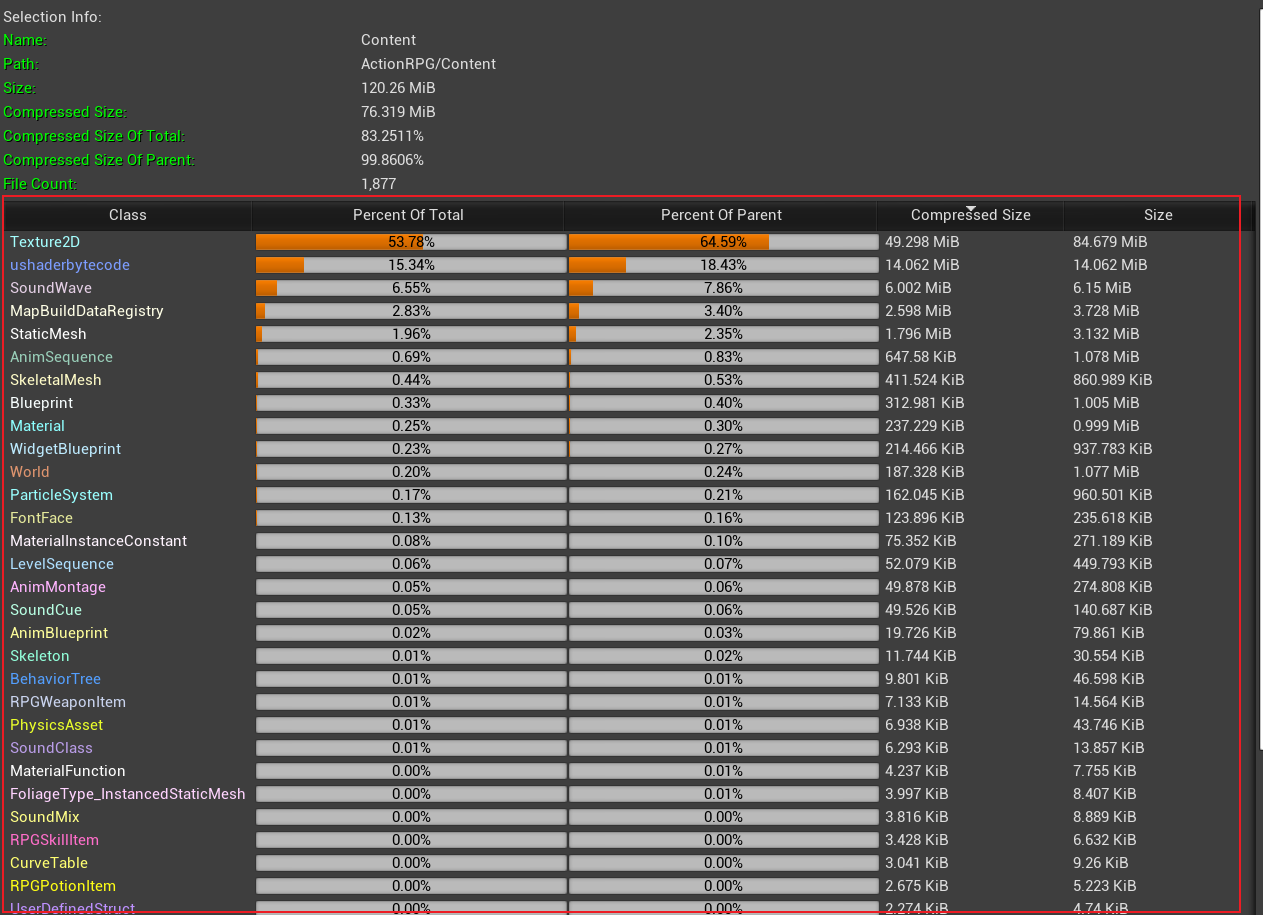 Selection Info:
Name: Content
Path: ActionRPG/Content
Size: 120.26 MiB
Compressed Size: 76.319 MiB
Compressed Size Of Total: 83.2511%
Compressed Size Of Parent: 99.8606%
File Count: 1,877
Class Percent Of Total Percent Of Parent Compressed Size Size
Texture2D 53.78% 64.59% 49.298 MiB 84.679 MiB
ushaderbytecode 15.34% 18.43% 14.062 MiB 14.062 MiB
SoundWave 6.55% 7.86% 6.002 MiB 6.15 MiB
MapBuildDataRegistry 2.83% 3.40% 2.598 MiB 3.728 MiB
StaticMesh 1.96% 2.35% 1.796 MiB 3.132 MiB
AnimSequence 0.69% 0.83% 647.58 KiB 1.078 MiB
SkeletalMesh 0.44% 0.53% 411.524 KiB 860.989 KiB
Blueprint 0.33% 0.40% 312.981 KiB 1.005 MiB
Material 0.25% 0.30% 237.229 KiB 0.999 MiB
WidgetBlueprint 0.23% 0.27% 214.466 KiB 937.783 KiB
World 0.20% 0.24% 187.328 KiB 1.077 MiB
ParticleSystem 0.17% 0.21% 162.045 KiB 960.501 KiB
FontFace 0.13% 0.16% 123.896 KiB 235.618 KiB
MaterialInstanceConstant 0.08% 0.10% 75.352 KiB 271.189 KiB
LevelSequence 0.06% 0.07% 52.079 KiB 449.793 KiB
AnimMontage 0.05% 0.06% 49.878 KiB 274.808 KiB
SoundCue 0.05% 0.06% 49.526 KiB 140.687 KiB
AnimBlueprint 0.02% 0.03% 19.726 KiB 79.861 KiB
Skeleton 0.01% 0.02% 11.744 KiB 30.554 KiB
BehaviorTree 0.01% 0.01% 9.801 KiB 46.598 KiB
RPGWeaponItem 0.01% 0.01% 7.133 KiB 14.564 KiB
PhysicsAsset 0.01% 0.01% 6.938 KiB 43.746 KiB
SoundClass 0.01% 0.01% 6.293 KiB 13.857 KiB
MaterialFunction 0.00% 0.01% 4.237 KiB 7.755 KiB
FoliageType_InstancedStaticMesh 0.00% 0.01% 3.997 KiB 8.407 KiB
SoundMix 0.00% 0.00% 3.816 KiB 8.889 KiB
RPGSkillItem 0.00% 0.00% 3.428 KiB 6.632 KiB
CurveTable 0.00% 0.00% 3.041 KiB 9.26 KiB
RPGPotionItem 0.00% 0.00% 2.675 KiB 5.223 KiB
UserDefinedStruct 0.00% 0.00% 2.274 KiB 4.74 KiB